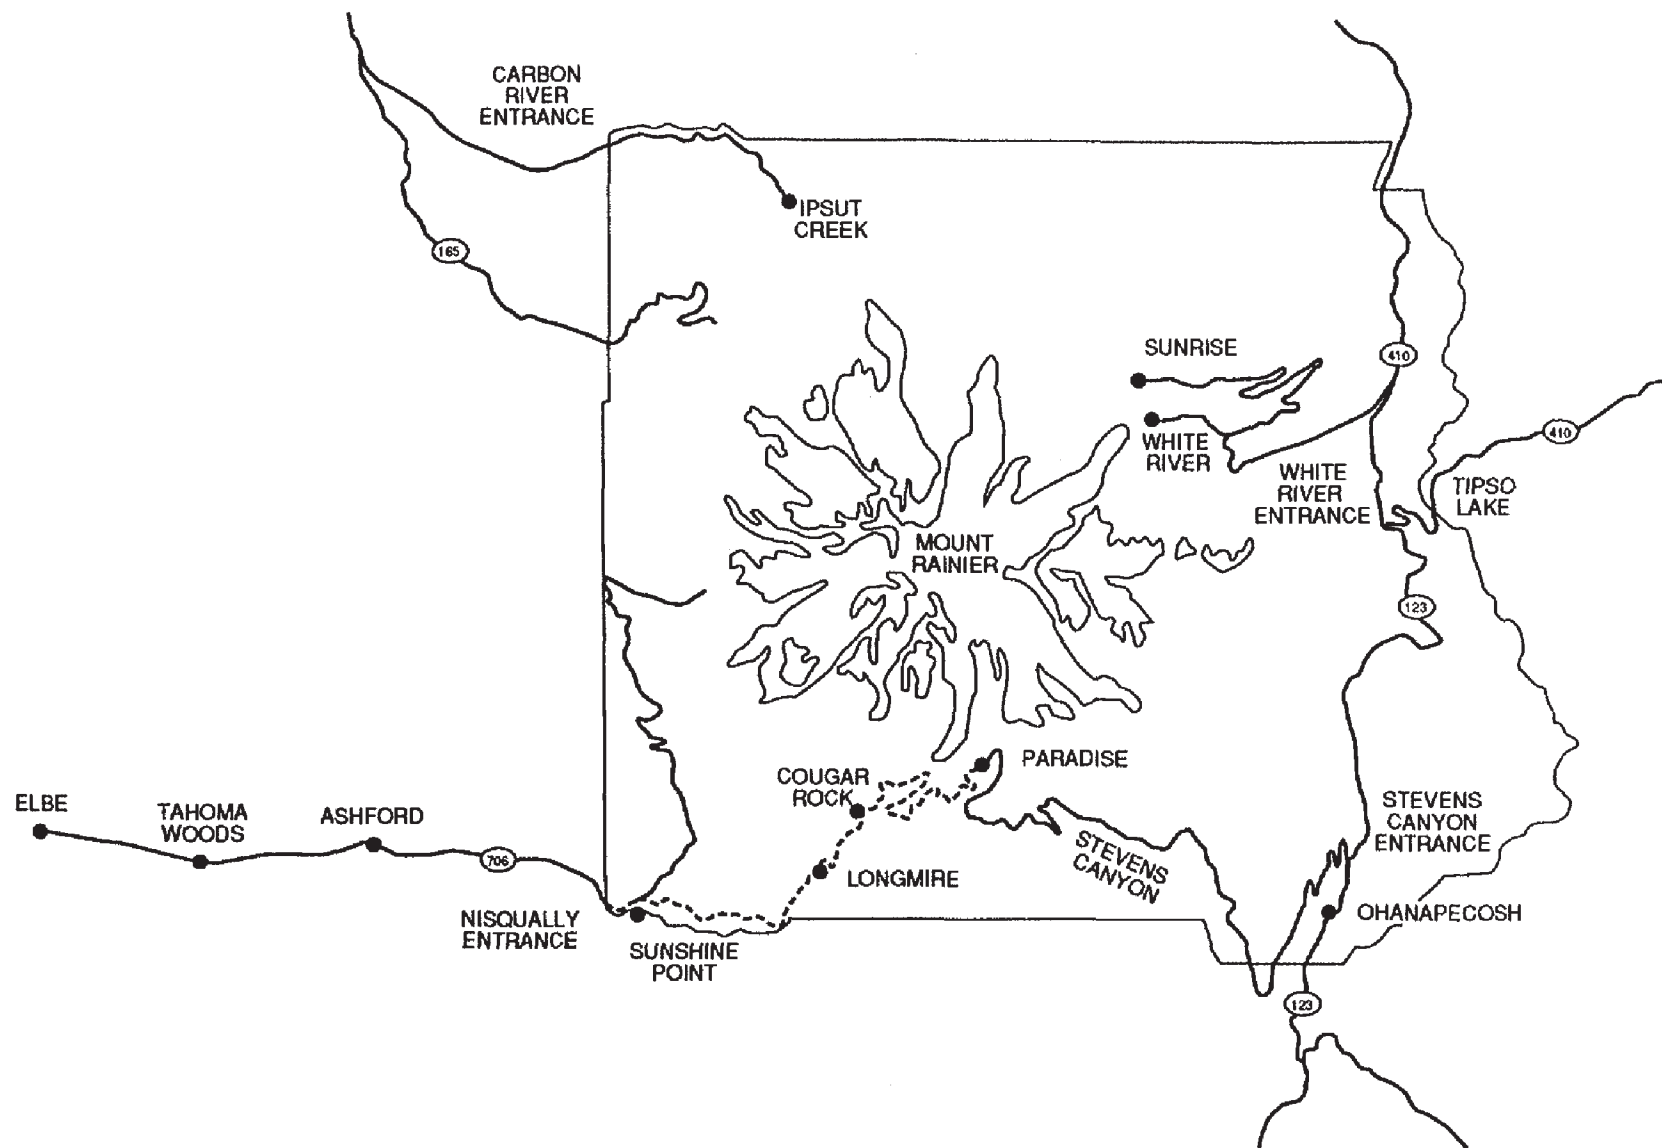 CARBON
RIVER
ENTRANCE
IPSUT
CREEK
165
SUNRISE
410
WHITE
RIVER
WHITE
RIVER
ENTRANCE
410
TIPSO
LAKE
MOUNT
RAINIER
123
PARADISE
COUGAR
ROCK
ELBE
TAHOMA
WOODS
ASHFORD
706
STEVENS
CANYON
ENTRANCE
STEVENS
CANYON
LONGMIRE
NISQUALLY
ENTRANCE
SUNSHINE
POINT
OHANAPECOSH
123